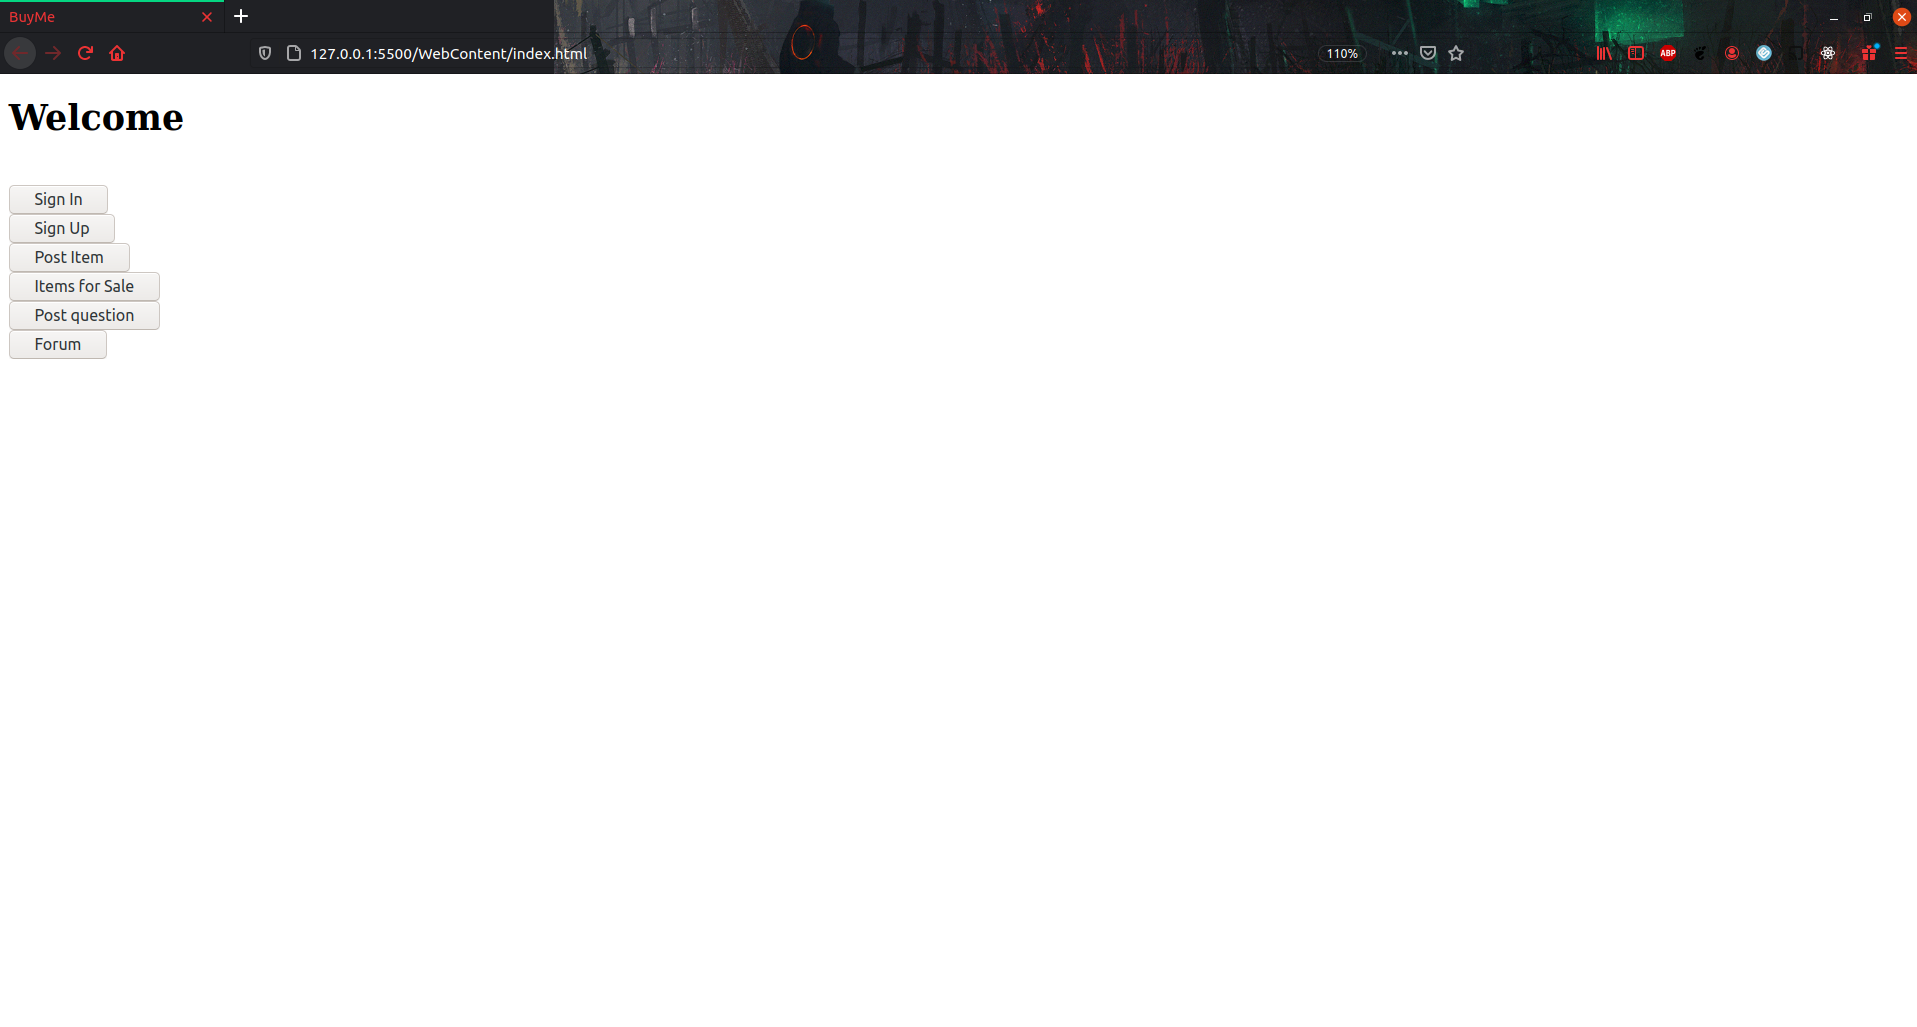 BuyMe
127.0.0.1:5500/WebContent/index.html
110%
ABP
Welcome
Sign In
Sign Up
Post Item
Items for Sale
Post question
Forum